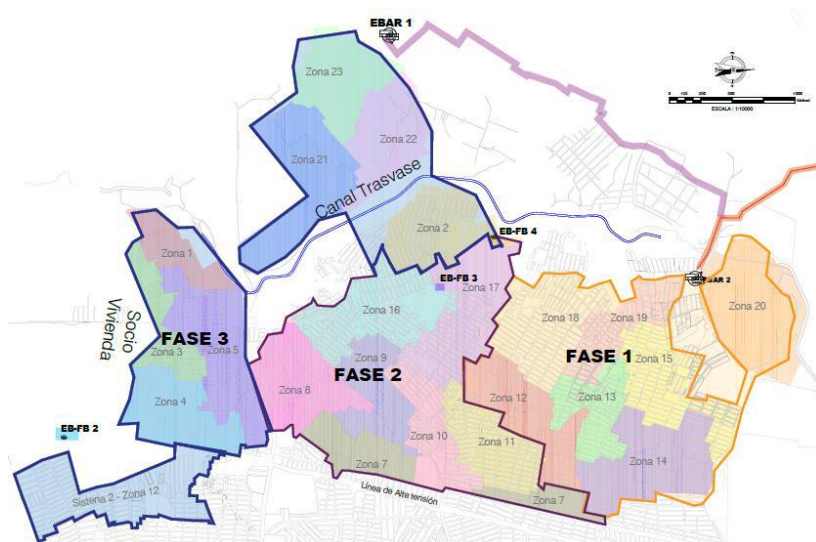 EBAR 1
Zona 23
Zona 22
Zona 21
Canal Trasvase
ESCALA : 1:10000
Zona 2
EB-FB 4
Zona 1
EB-FB 3
Zona 17
BAR 2
Zona 20
Zona 16
Zona 18
Zona 19
Socio
Vivienda
FASE 3
Zona 3
Zona 5
Zona 9
FASE 2
FASE 1
Zona 15
Zona 8
Zona 12
Zona 13
Zona 4
EB-FB 2
Zona 10
Zona 11
Zona 7
Zona 14
Sisteria 2 - Zona 12
Línea de Alta tensión
Zona 7